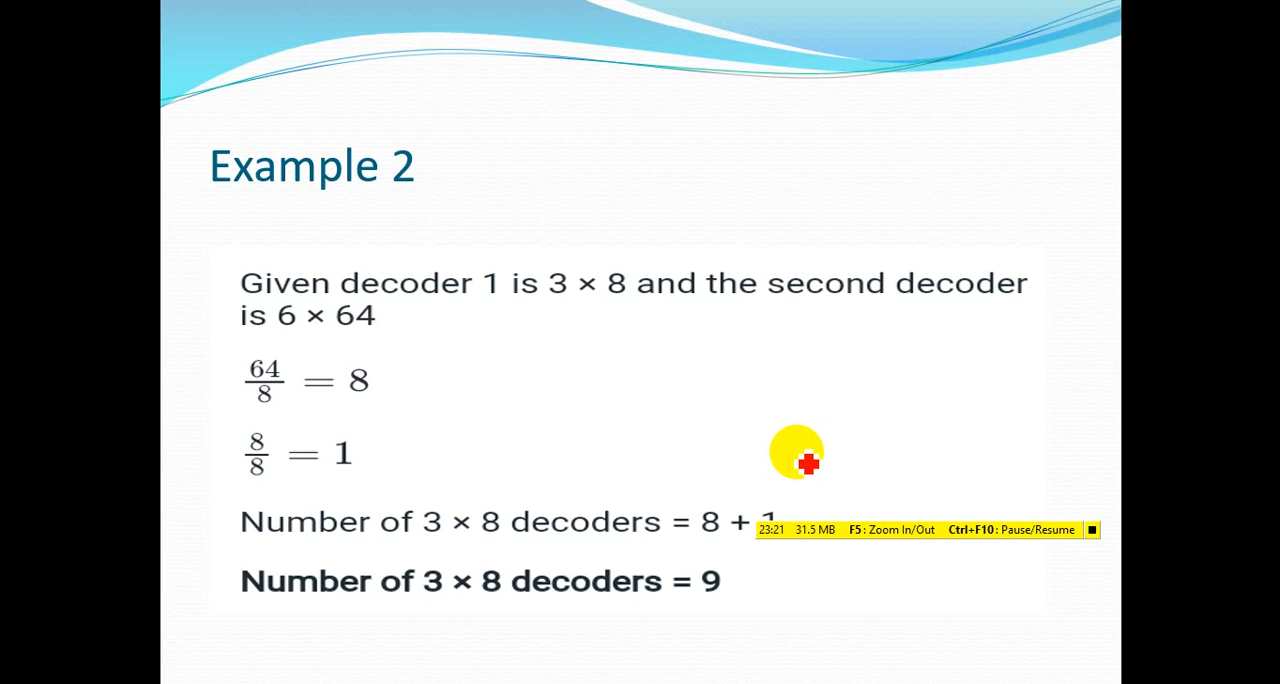 Example 2
Given decoder 1 is 3 × 8 and the second decoder
is 6 × 64
64/8 = 8
8/8 = 1
Number of 3 × 8 decoders = 8 + 1
23:21 31.5 MB F5: Zoom In/Out Ctrl+F10: Pause/Resume
Number of 3 × 8 decoders = 9